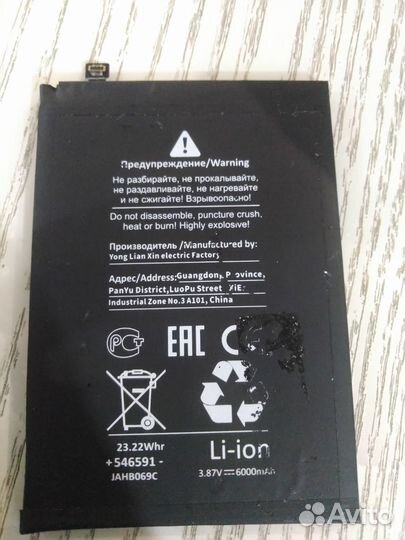 Предупреждение/Warning
Не разбирайте, не прокалывайте,
не раздавливайте, не нагревайте
и не сжигайте! Взрывоопасно!
Do not disassemble, puncture crush,
heat or burn! Highly explosive!
Производитель /Manufactured by:
Yong Lian Xin electric Factory
Адрес/Address:Guangdong, Province,
PanYu District,LuoPu Street
Industrial Zone No.3 A101, China
РС+
EAC C
23.22Whr
+546591-
JAHB069C
Li-ion
3.87V 6000mAh
Avito